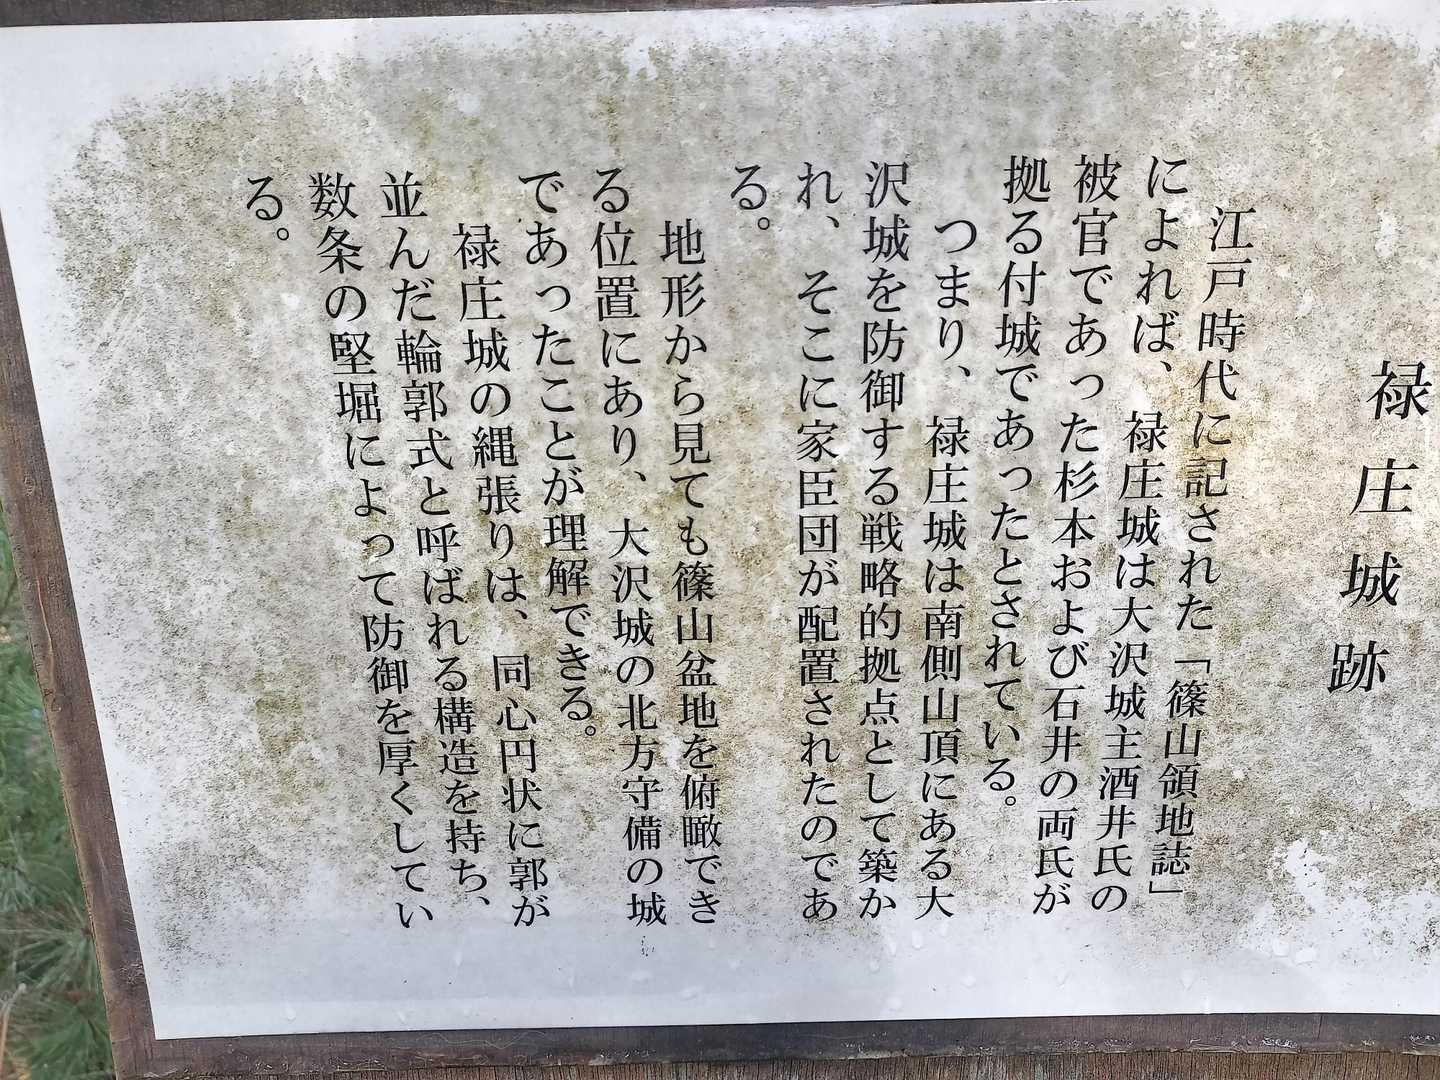 禄庄城跡
江戸時代に記された「篠山領地誌」
によれば、禄庄城は大沢城主酒井氏の
被官であった杉本および石井の両氏が
拠る付城であったとされている。
つまり、禄庄城は南側山頂にある大
沢城を防御する戦略的拠点として築か
れ、そこに家臣団が配置されたのであ
る。
地形から見ても篠山盆地を俯瞰でき
る位置にあり、大沢城の北方守備の城
であったことが理解できる。
禄庄城の縄張りは、同心円状に郭が
並んだ輪郭式と呼ばれる構造を持ち、
数条の堅堀によって防御を厚くしてい
る。